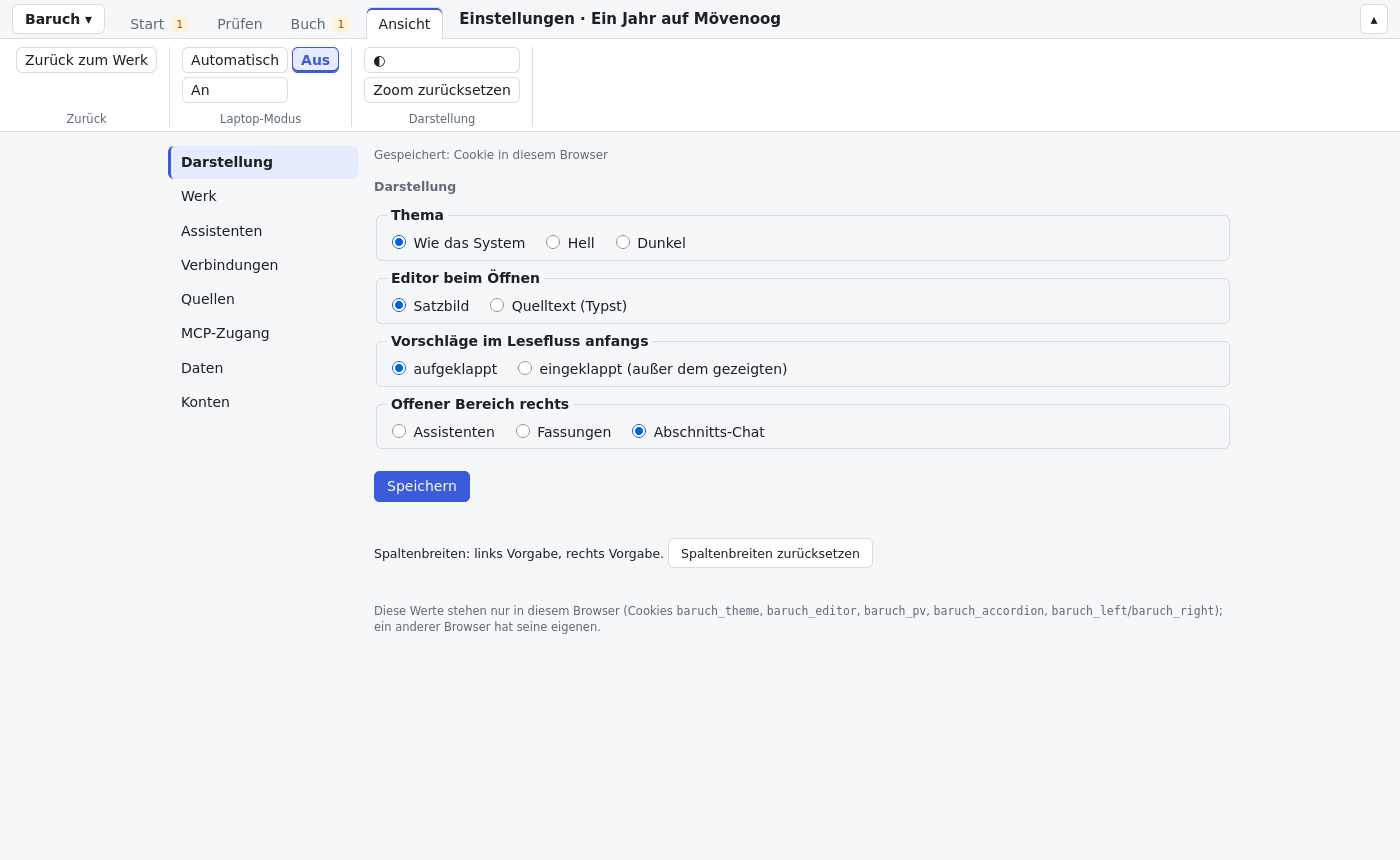 Baruch ▾ Start 1 Prüfen Buch 1 Ansicht Einstellungen · Ein Jahr auf Mövenoog ▴
Zurück zum Werk Automatisch Aus ◐
An Zoom zurücksetzen
Zurück Laptop-Modus Darstellung
Darstellung
Werk
Assistenten
Verbindungen
Quellen
MCP-Zugang
Daten
Konten
Gespeichert: Cookie in diesem Browser
Darstellung
Thema
Wie das System Hell Dunkel
Editor beim Öffnen
Satzbild Quelltext (Typst)
Vorschläge im Lesefluss anfangs
aufgeklappt eingeklappt (außer dem gezeigten)
Offener Bereich rechts
Assistenten Fassungen Abschnitts-Chat
Speichern
Spaltenbreiten: links Vorgabe, rechts Vorgabe. Spaltenbreiten zurücksetzen
Diese Werte stehen nur in diesem Browser (Cookies baruch_theme, baruch_editor, baruch_pv, baruch_accordion, baruch_left/baruch_right);
ein anderer Browser hat seine eigenen.